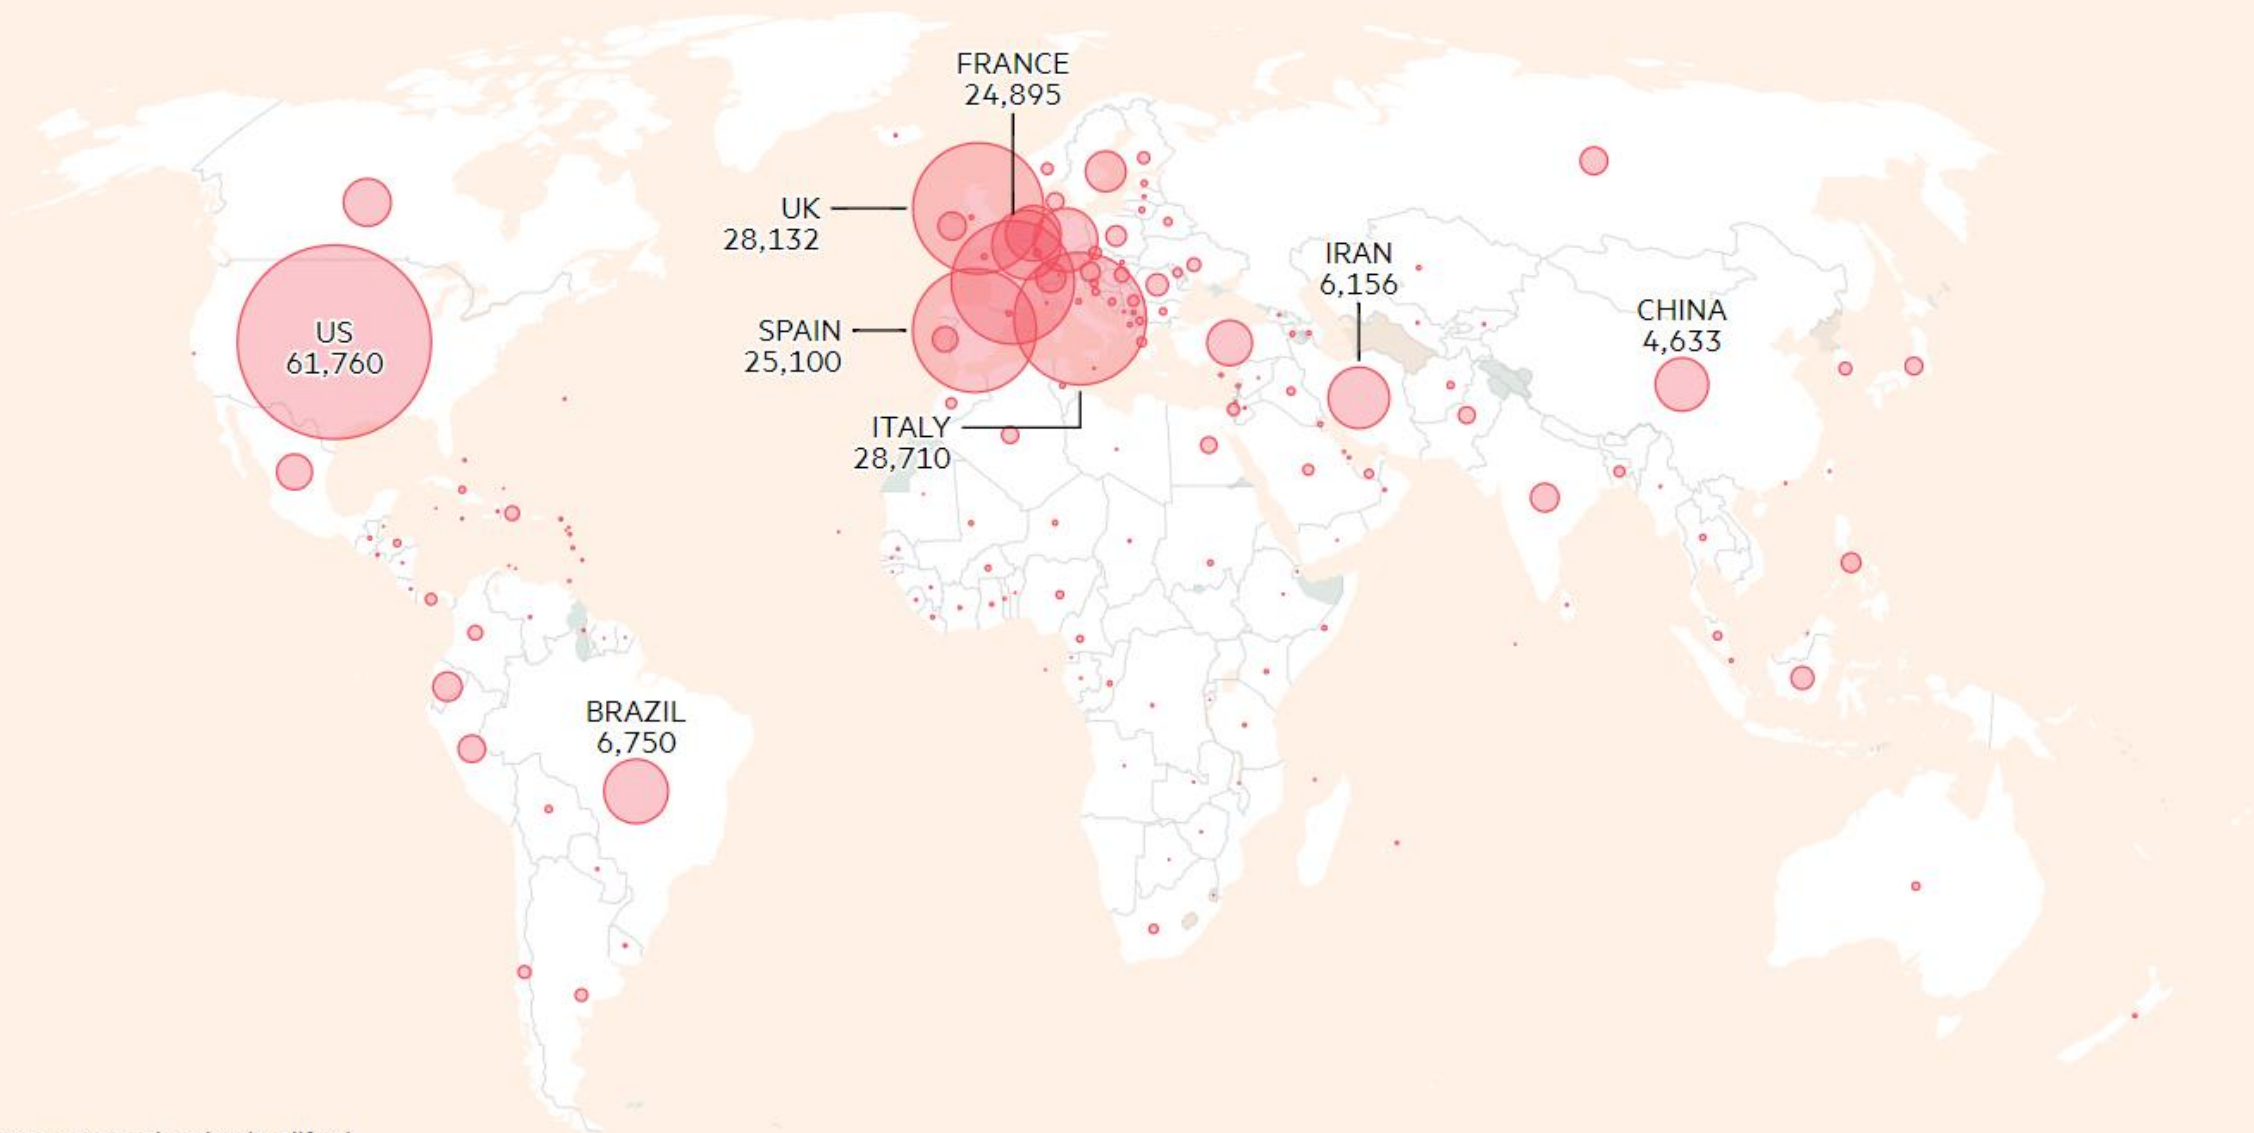 FRANCE
24,895
UK
28,132
US
61,760
SPAIN
25,100
ITALY
28,710
IRAN
6,156
CHINA
4,633
BRAZIL
6,750